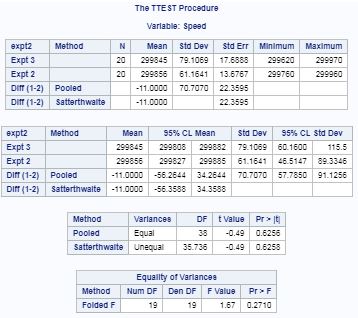 The TTEST Procedure
Variable: Speed
expt2 Method N Mean Std Dev Std Err Minimum Maximum
Expt 3 20 299845 79.1069 17.6888 299620 299970
Expt 2 20 299856 61.1641 13.6767 299760 299960
Diff (1-2) Pooled -11.0000 70.7070 22.3595
Diff (1-2) Satterthwaite -11.0000 22.3595
expt2 Method Mean 95% CL Mean Std Dev 95% CL Std Dev
Expt 3 299845 299808 299882 79.1069 60.1600 115.5
Expt 2 299856 299827 299885 61.1641 46.5147 89.3346
Diff (1-2) Pooled -11.0000 -56.2644 34.2644 70.7070 57.7850 91.1256
Diff (1-2) Satterthwaite -11.0000 -56.3588 34.3588
Method Variances DF t Value Pr > |t|
Pooled Equal 38 -0.49 0.6256
Satterthwaite Unequal 35.736 -0.49 0.6258
Equality of Variances
Method Num DF Den DF F Value Pr > F
Folded F 19 19 1.67 0.2710